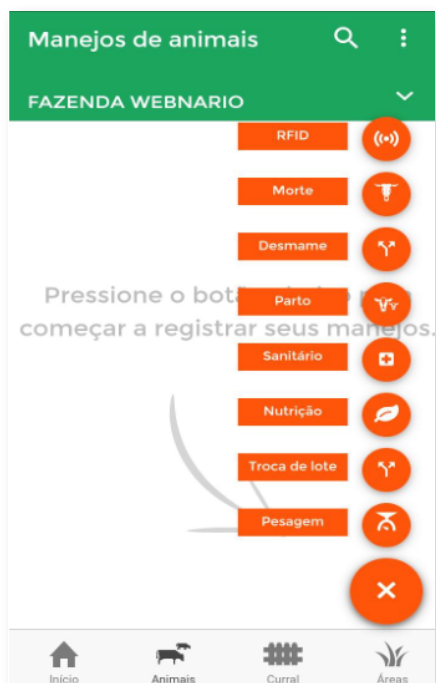 Manejos de animais
FAZENDA WEBNARIO
RFID
Morte
Desmame
Pressione o
Parto
começar a registrar seus manejos.
Sanitário
Nutrição
Troca de lote
Pesagem
Início
Animais
Curral
Áreas